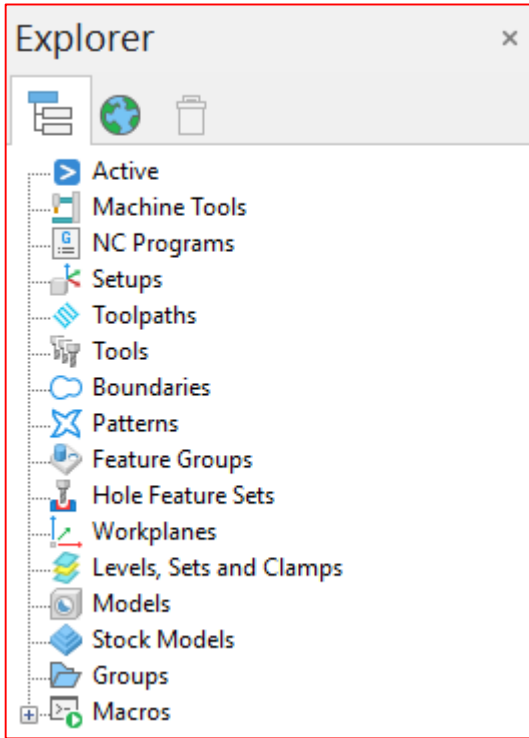 Explorer
Active
Machine Tools
NC Programs
Setups
Toolpaths
Tools
Boundaries
Patterns
Feature Groups
Hole Feature Sets
Workplanes
Levels, Sets and Clamps
Models
Stock Models
Groups
Macros